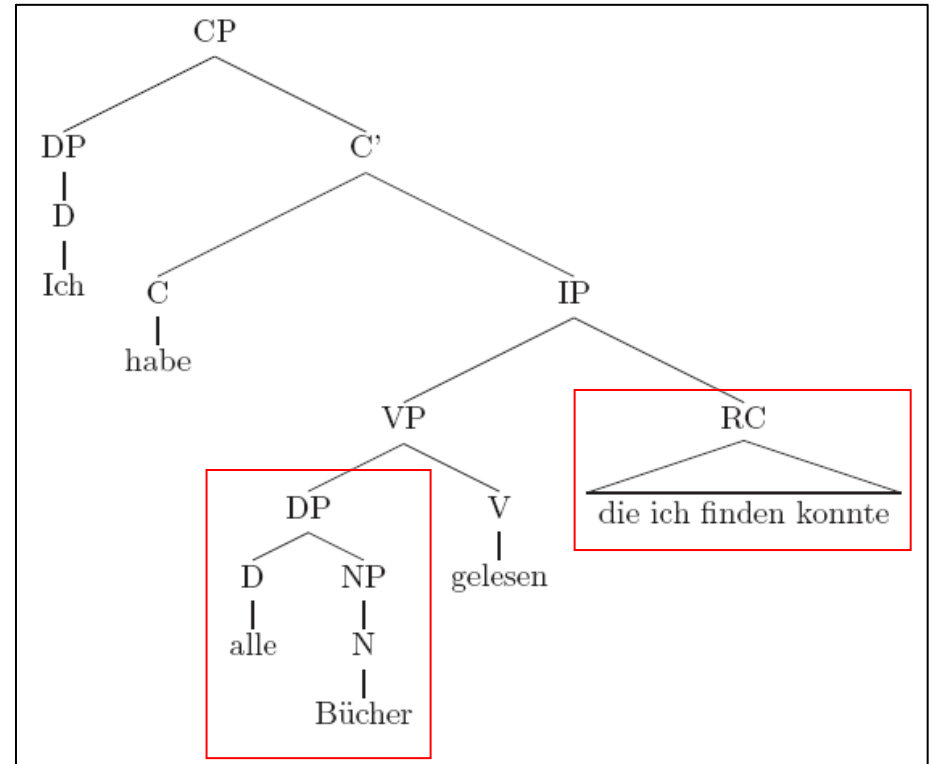 CP
DP C'
D
Ich C IP
habe
VP RC
DP V die ich finden konnte
D NP gelesen
alle N
Bücher